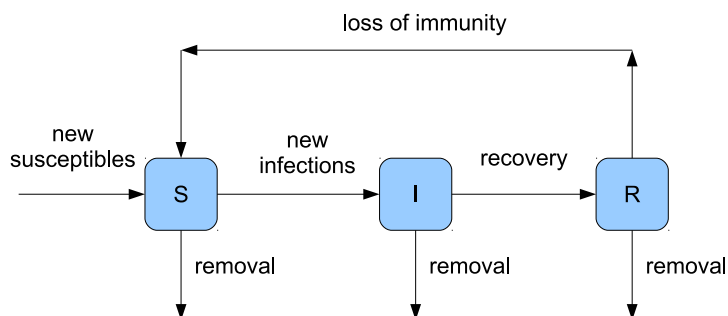 loss of immunity
new
susceptibles
new
infections
recovery
S
I
R
removal
removal
removal